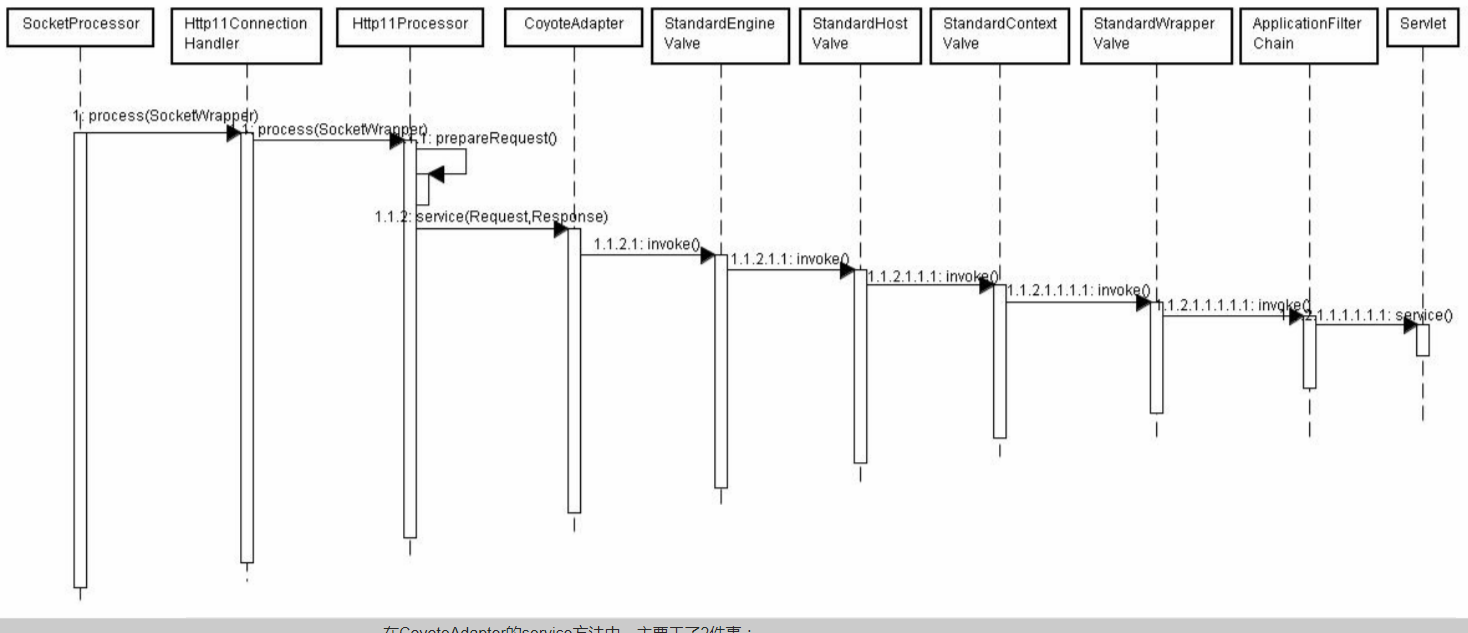 SocketProcessor
Http11Connection
Handler
Http11Processor
CoyoteAdapter
StandardEngine
Valve
StandardHost
Valve
StandardContext
Valve
StandardWrapper
Valve
ApplicationFilter
Chain
Servlet
1: process(SocketWrapper)
1: process(SocketWrapper)
1.1: prepareRequest()
1.1.2: service(Request,Response)
1.1.2.1: invoke()
1.1.2.1.1: invoke()
1.1.2.1.1.1: invoke()
1.1.2.1.1.1.1: invoke()
1.1.2.1.1.1.1.1: invoke()
1.1.2.1.1.1.1.1.1: service()
在CoyoteAdapter的service方法中，主要干了2件事：